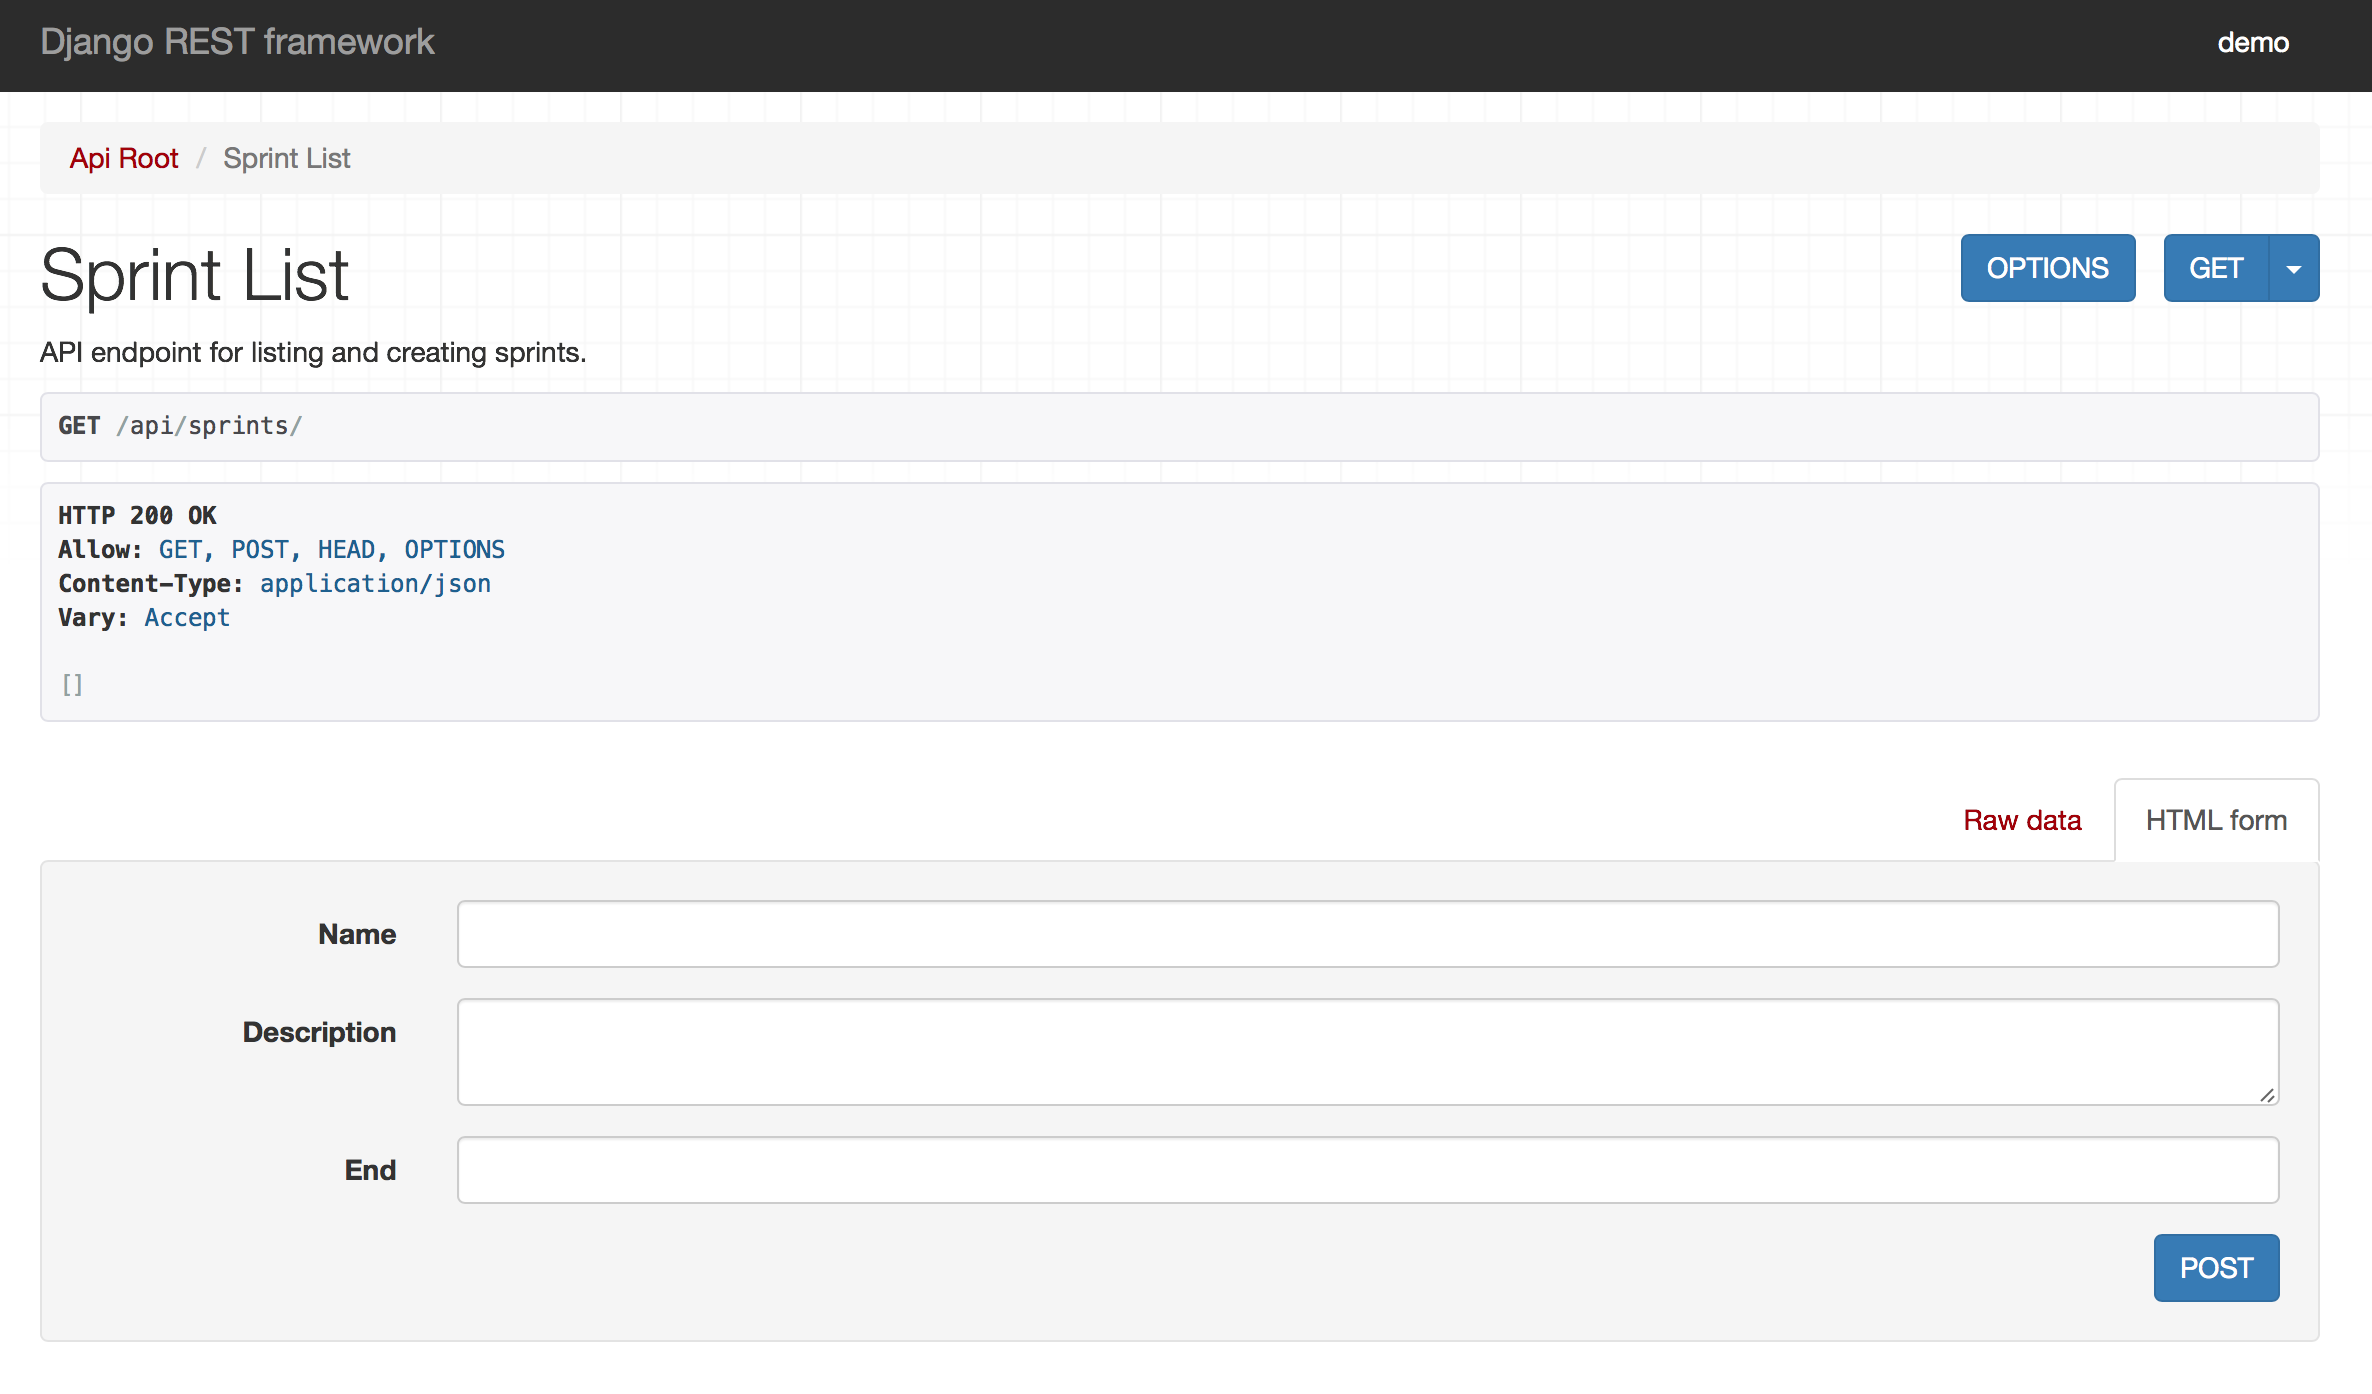 Django REST framework
demo
Api Root / Sprint List
Sprint List
OPTIONS
GET
API endpoint for listing and creating sprints.
GET /api/sprints/
HTTP 200 OK
Allow: GET, POST, HEAD, OPTIONS
Content-Type: application/json
Vary: Accept
[]
Raw data
HTML form
Name
Description
End
POST